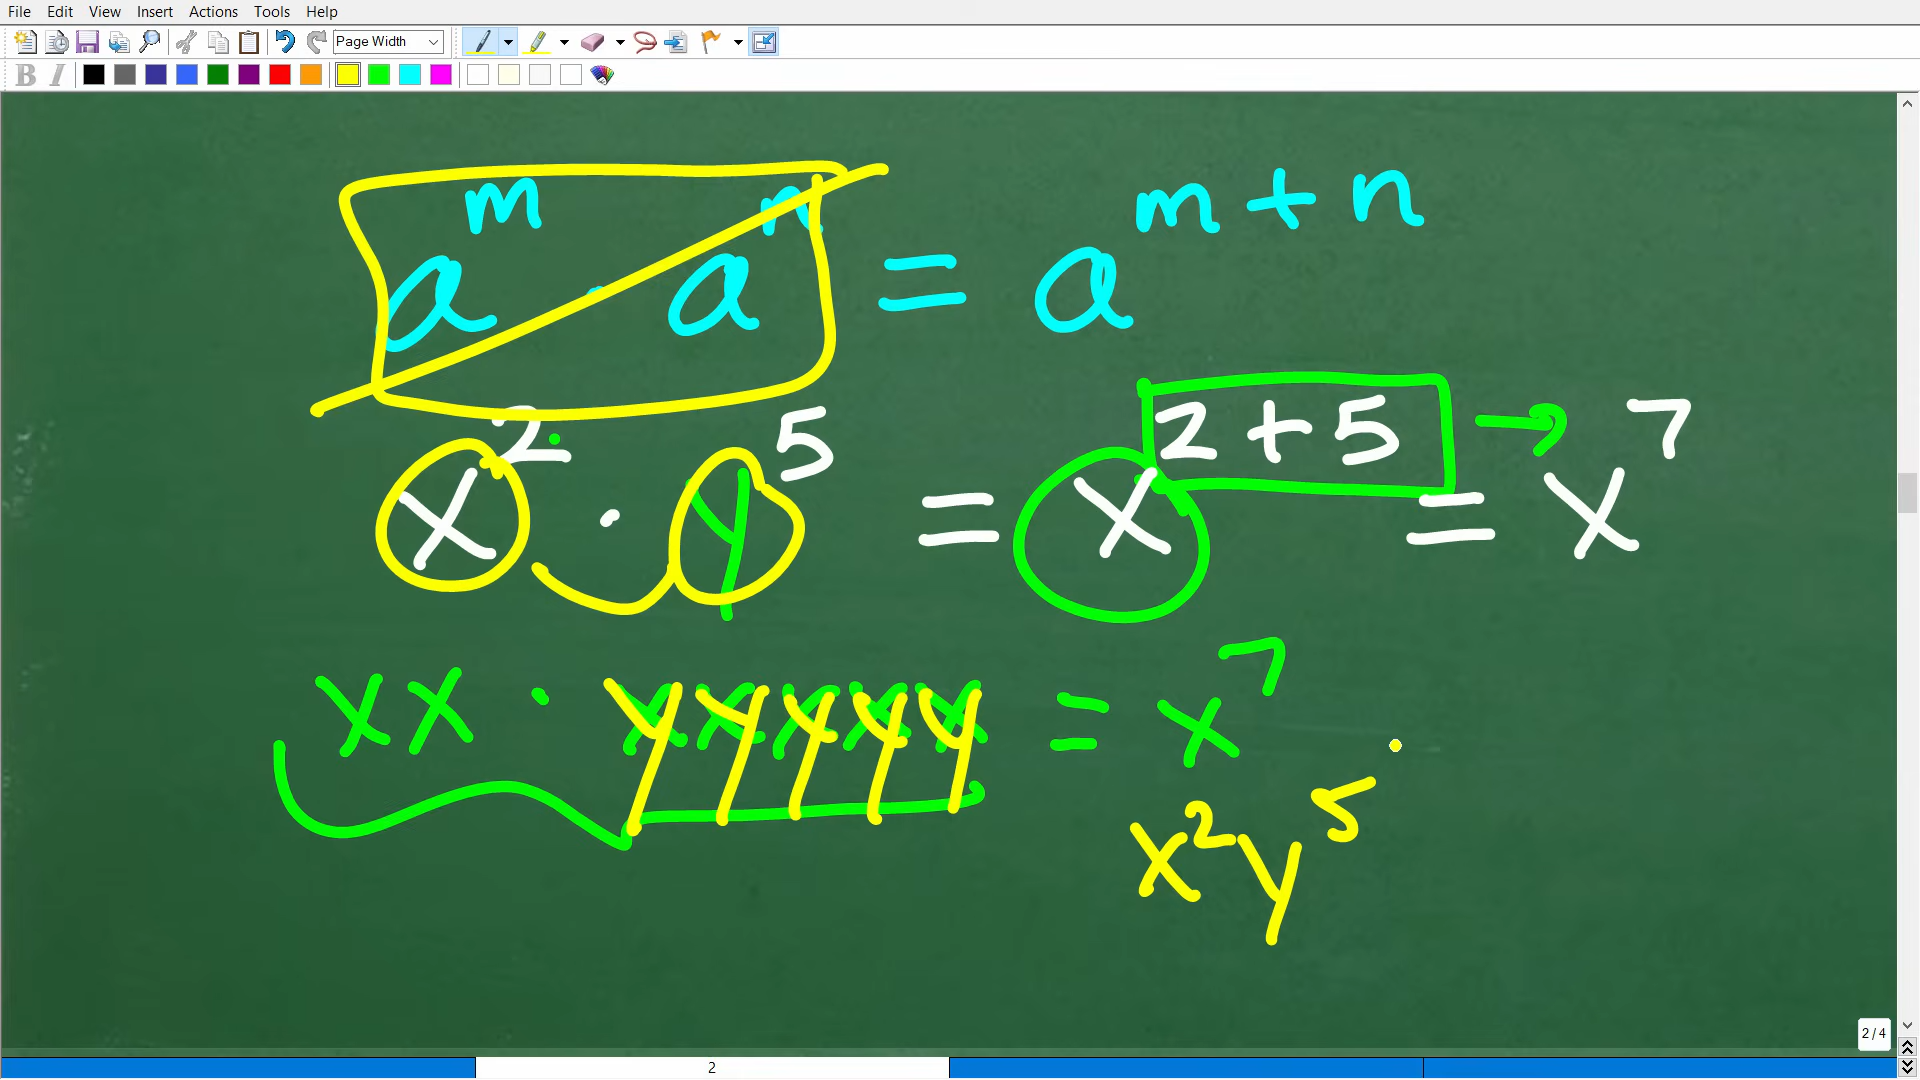 File Edit View Insert Actions Tools Help
Page Width
B I
a^m · a^n = a^(m+n)
x^2 · y^5 = x^(2+5) → = x^7
xx · yyyyy = x^7
x^2y^5
2 / 4
2